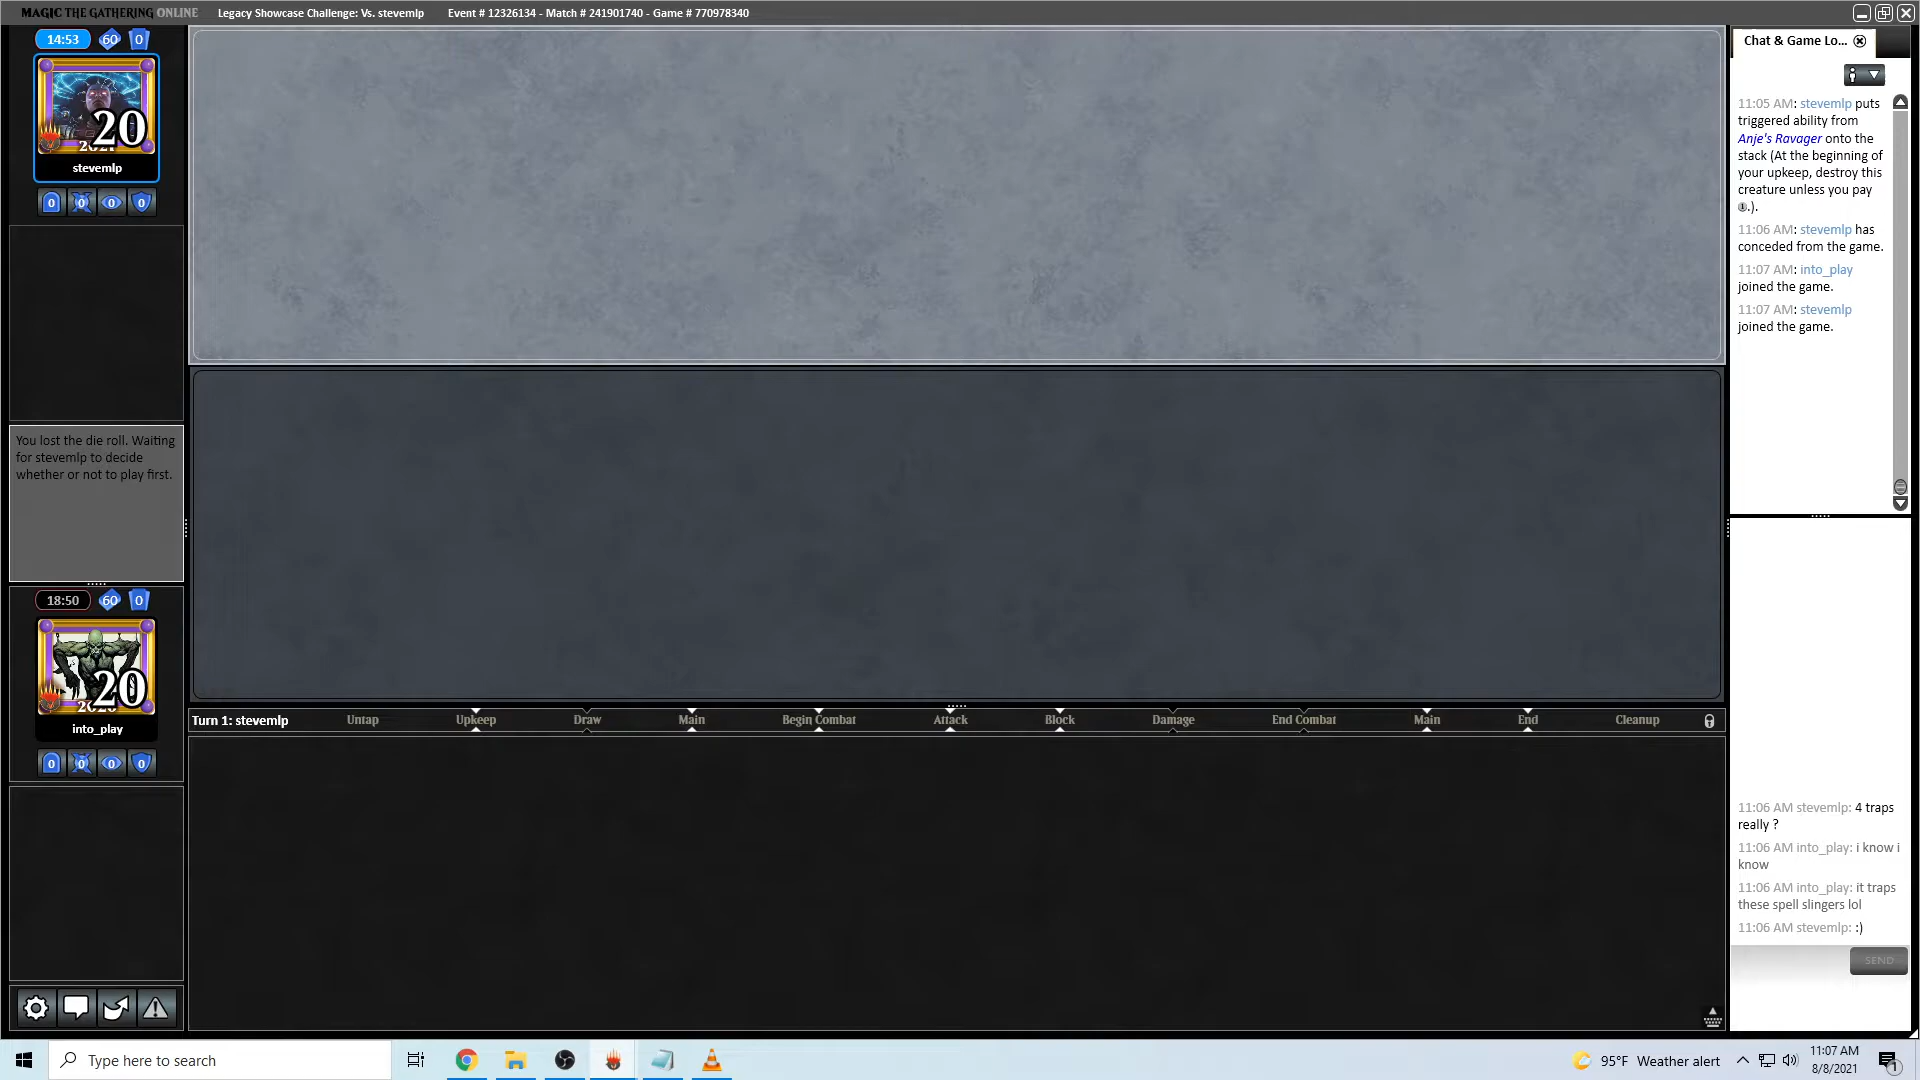 MAGIC THE GATHERING ONLINE
Legacy Showcase Challenge: Vs. stevemlp
Event # 12326134 - Match # 241901740 - Game # 770978340
14:53
60
0
20
stevemlp
0
0
0
0
You lost the die roll. Waiting
for stevemlp to decide
whether or not to play first.
18:50
60
0
20
into_play
0
0
0
0
Turn 1: stevemlp
Untap
Upkeep
Draw
Main
Begin Combat
Attack
Block
Damage
End Combat
Main
End
Cleanup
Chat & Game Lo...
11:05 AM: stevemlp puts
triggered ability from
Anje's Ravager onto the
stack (At the beginning of
your upkeep, destroy this
creature unless you pay
1.).
11:06 AM: stevemlp has
conceded from the game.
11:07 AM: into_play
joined the game.
11:07 AM: stevemlp
joined the game.
11:06 AM stevemlp: 4 traps
really ?
11:06 AM into_play: i know i
know
11:06 AM into_play: it traps
these spell slingers lol
11:06 AM stevemlp: :)
SEND
Type here to search
95°F Weather alert
11:07 AM
8/8/2021
1